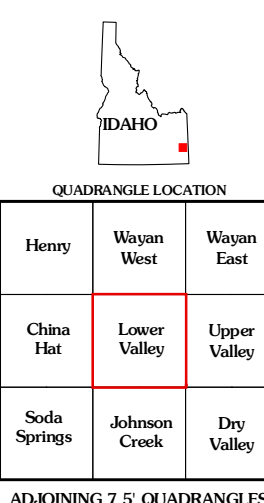 IDAHO
QUADRANGLE LOCATION
Henry
Wayan
West
Wayan
East
China
Hat
Lower
Valley
Upper
Valley
Soda
Springs
Johnson
Creek
Dry
Valley
ADJOINING 7.5' QUADRANGLES